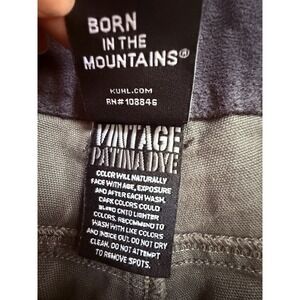 BORN
IN THE
MOUNTAINS®
KUHL.COM
RN#108846
VINTAGE
PATINA DYE
COLOR WILL NATURALLY
FADE WITH AGE, EXPOSURE
AND AFTER EACH WASH.
DARK COLORS COULD
BLEED ONTO LIGHTER
COLORS. RECOMMEND TO
WASH WITH LIKE COLORS
AND INSIDE OUT. DO NOT DRY
CLEAN. DO NOT ATTEMPT
TO REMOVE SPOTS.